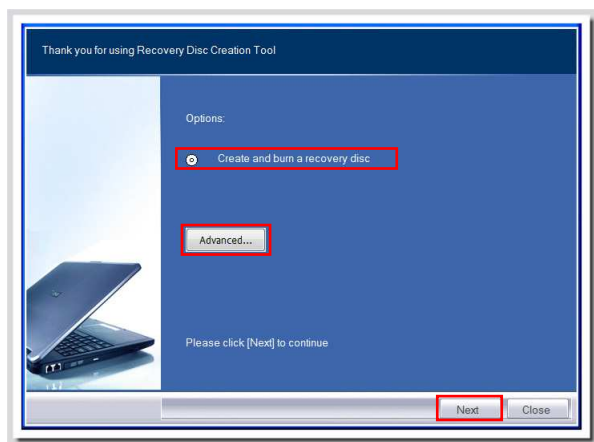 Thank you for using Recovery Disc Creation Tool
Options:
Create and burn a recovery disc
Advanced...
Please click [Next] to continue
Next
Close